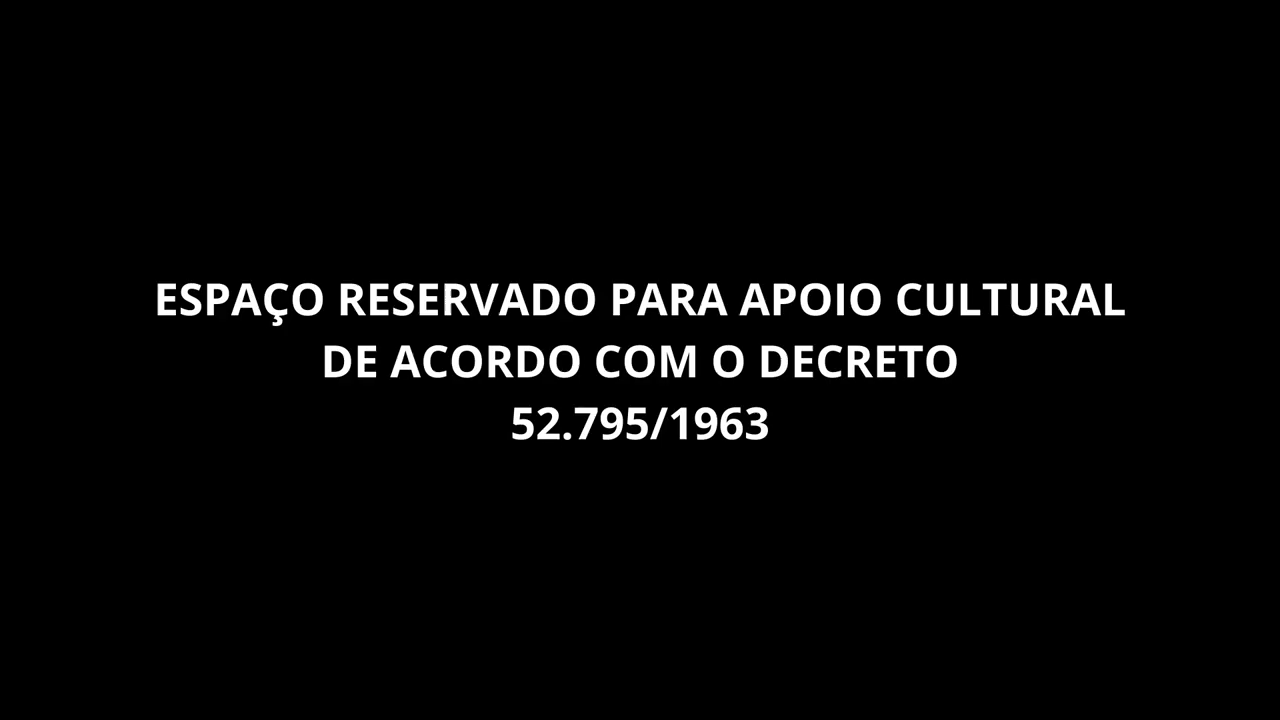 ESPAÇO RESERVADO PARA APOIO CULTURAL
DE ACORDO COM O DECRETO
52.795/1963